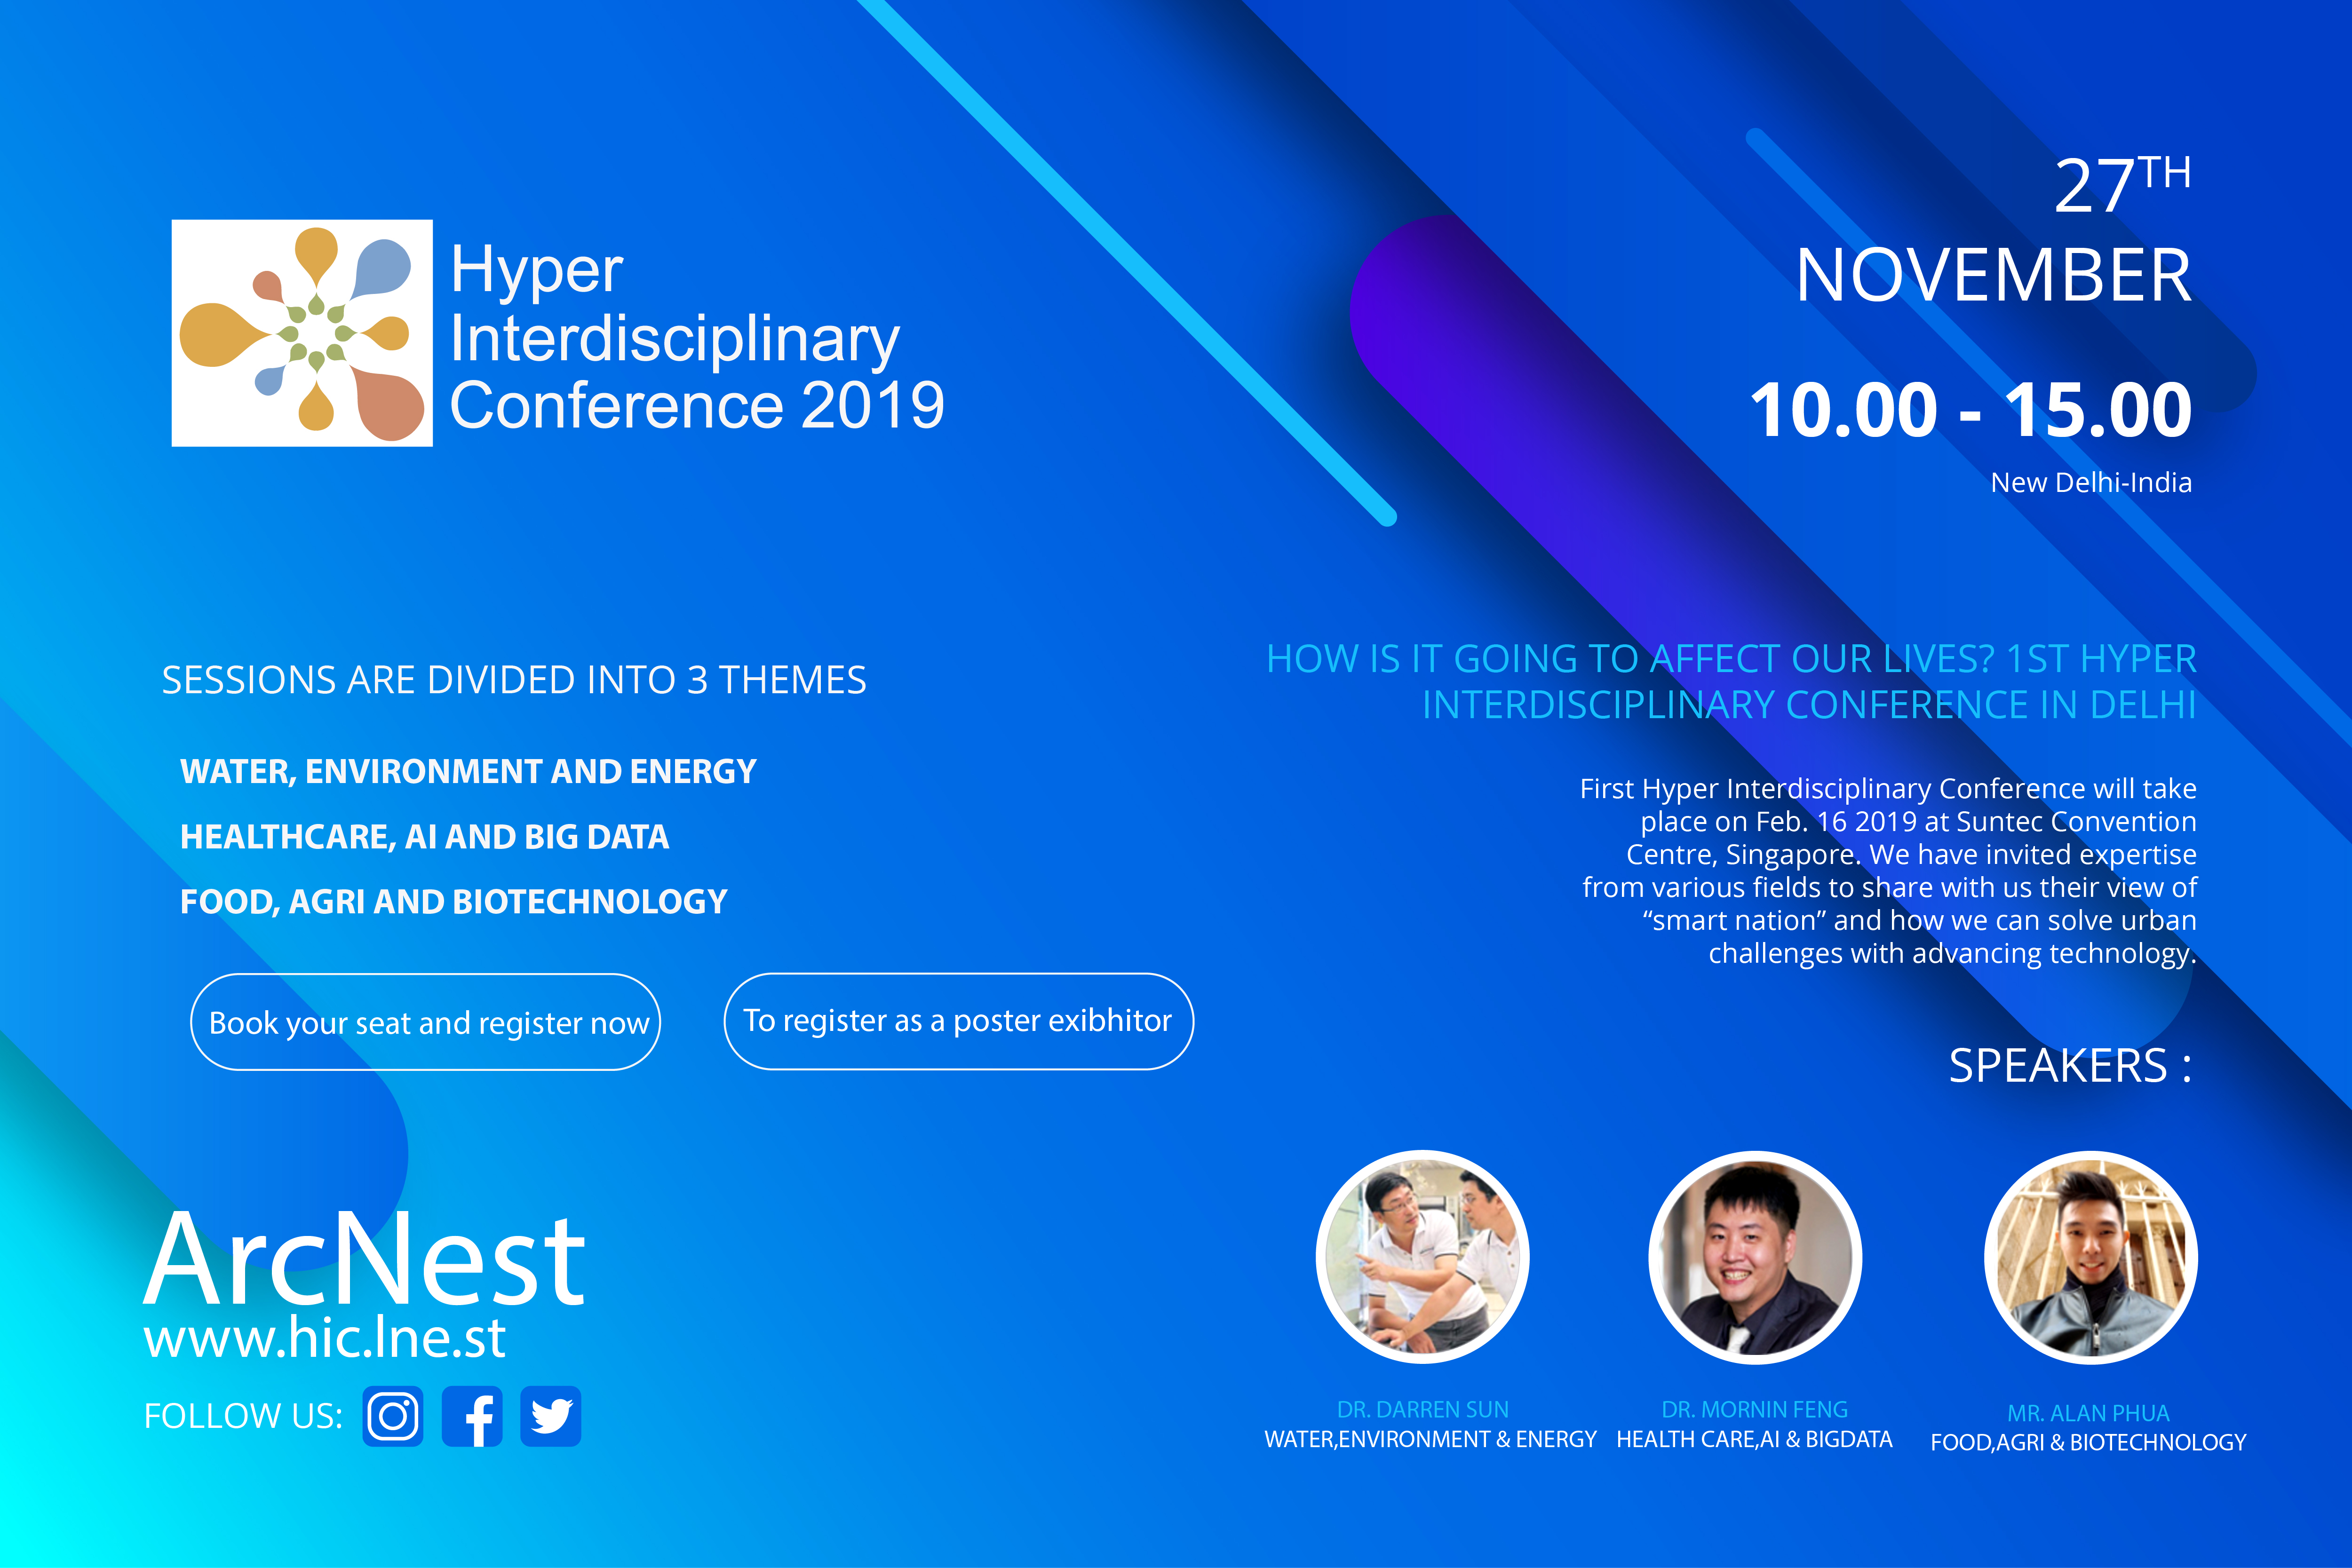 Hyper
Interdisciplinary
Conference 2019
27TH
NOVEMBER
10.00 - 15.00
New Delhi-India
SESSIONS ARE DIVIDED INTO 3 THEMES
WATER, ENVIRONMENT AND ENERGY
HEALTHCARE, AI AND BIG DATA
FOOD, AGRI AND BIOTECHNOLOGY
Book your seat and register now
To register as a poster exibhitor
HOW IS IT GOING TO AFFECT OUR LIVES? 1ST HYPER
INTERDISCIPLINARY CONFERENCE IN DELHI
First Hyper Interdisciplinary Conference will take
place on Feb. 16 2019 at Suntec Convention
Centre, Singapore. We have invited expertise
from various fields to share with us their view of
“smart nation” and how we can solve urban
challenges with advancing technology.
SPEAKERS :
DR. DARREN SUN
WATER,ENVIRONMENT & ENERGY
DR. MORNIN FENG
HEALTH CARE,AI & BIGDATA
MR. ALAN PHUA
FOOD,AGRI & BIOTECHNOLOGY
ArcNest
www.hic.lne.st
FOLLOW US: